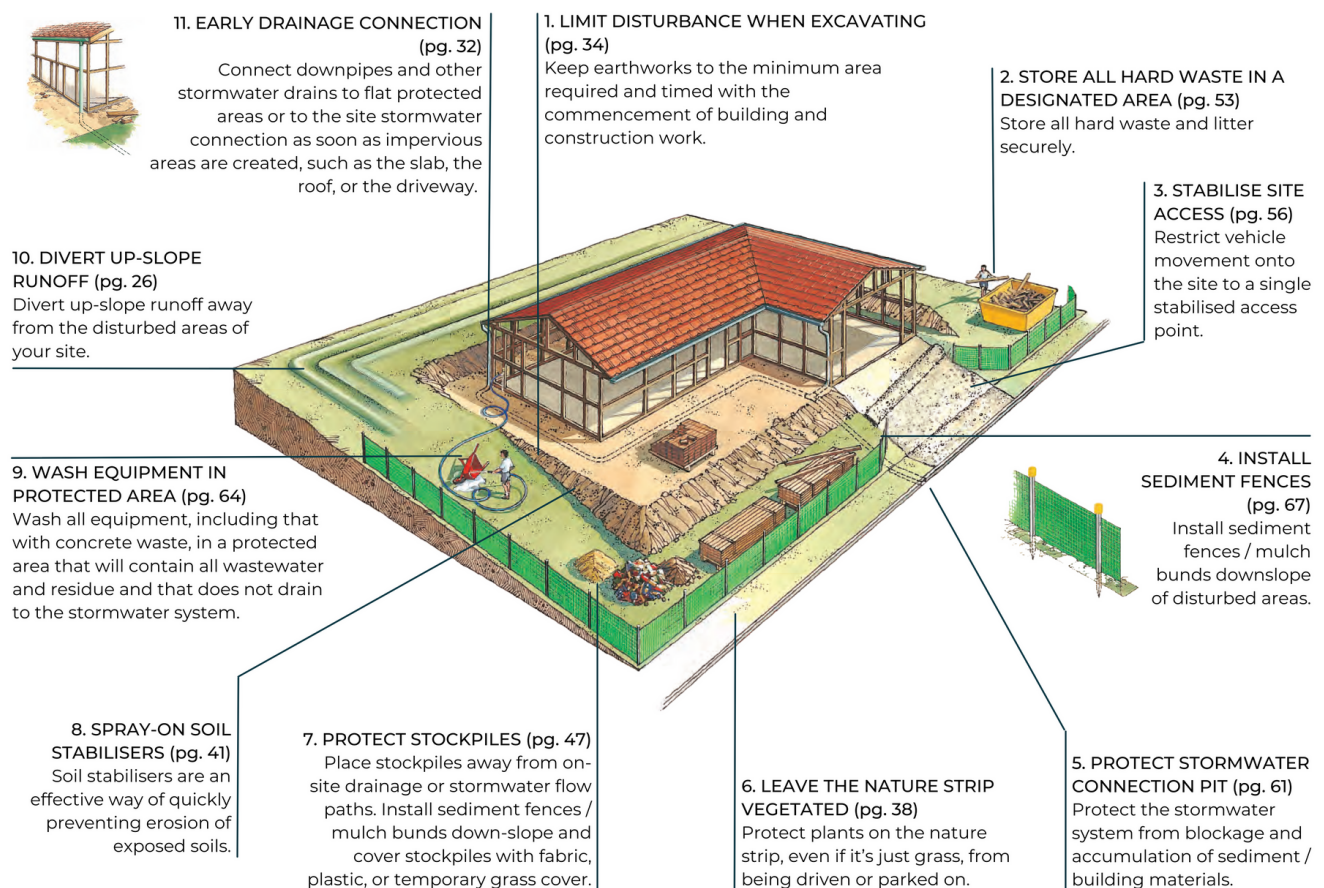 11. EARLY DRAINAGE CONNECTION
(pg. 32)
Connect downpipes and other
stormwater drains to flat protected
areas or to the site stormwater
connection as soon as impervious
areas are created, such as the slab, the
roof, or the driveway.
1. LIMIT DISTURBANCE WHEN EXCAVATING
(pg. 34)
Keep earthworks to the minimum area
required and timed with the
commencement of building and
construction work.
2. STORE ALL HARD WASTE IN A
DESIGNATED AREA (pg. 53)
Store all hard waste and litter
securely.
3. STABILISE SITE
ACCESS (pg. 56)
Restrict vehicle
movement onto
the site to a single
stabilised access
point.
10. DIVERT UP-SLOPE
RUNOFF (pg. 26)
Divert up-slope runoff away
from the disturbed areas of
your site.
9. WASH EQUIPMENT IN
PROTECTED AREA (pg. 64)
Wash all equipment, including that
with concrete waste, in a protected
area that will contain all wastewater
and residue and that does not drain
to the stormwater system.
4. INSTALL
SEDIMENT FENCES
(pg. 67)
Install sediment
fences / mulch
bunds downslope
of disturbed areas.
8. SPRAY-ON SOIL
STABILISERS (pg. 41)
Soil stabilisers are an
effective way of quickly
preventing erosion of
exposed soils.
7. PROTECT STOCKPILES (pg. 47)
Place stockpiles away from on-
site drainage or stormwater flow
paths. Install sediment fences /
mulch bunds down-slope and
cover stockpiles with fabric,
plastic, or temporary grass cover.
6. LEAVE THE NATURE STRIP
VEGETATED (pg. 38)
Protect plants on the nature
strip, even if it's just grass, from
being driven or parked on.
5. PROTECT STORMWATER
CONNECTION PIT (pg. 61)
Protect the stormwater
system from blockage and
accumulation of sediment /
building materials.